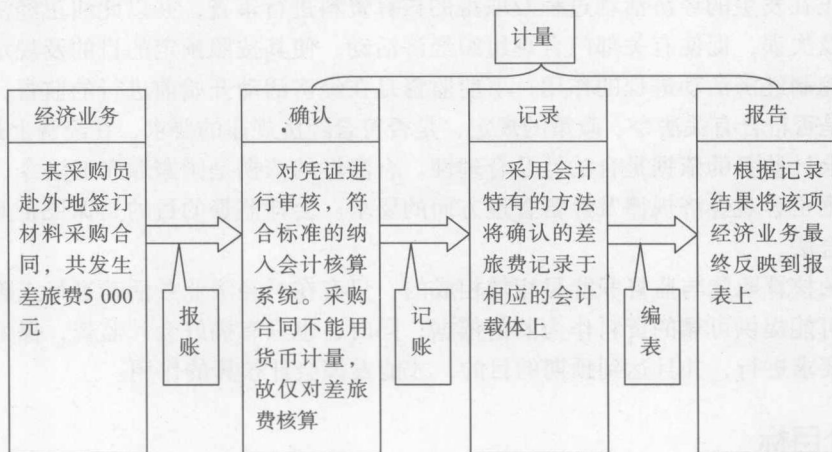 计量
经济业务
某采购员
赴外地签订
材料采购合
同，共发生
差旅费5 000
元
报
账
确认
对凭证进
行审核，符
合标准的纳
入会计核算
系统。采购
合同不能用
货币计量，
故仅对差旅
费核算
记
账
记录
采用会计
特有的方法
将确认的差
旅费记录于
相应的会计
载体上
编
表
报告
根据记录
结果将该项
经济业务最
终反映到报
表上